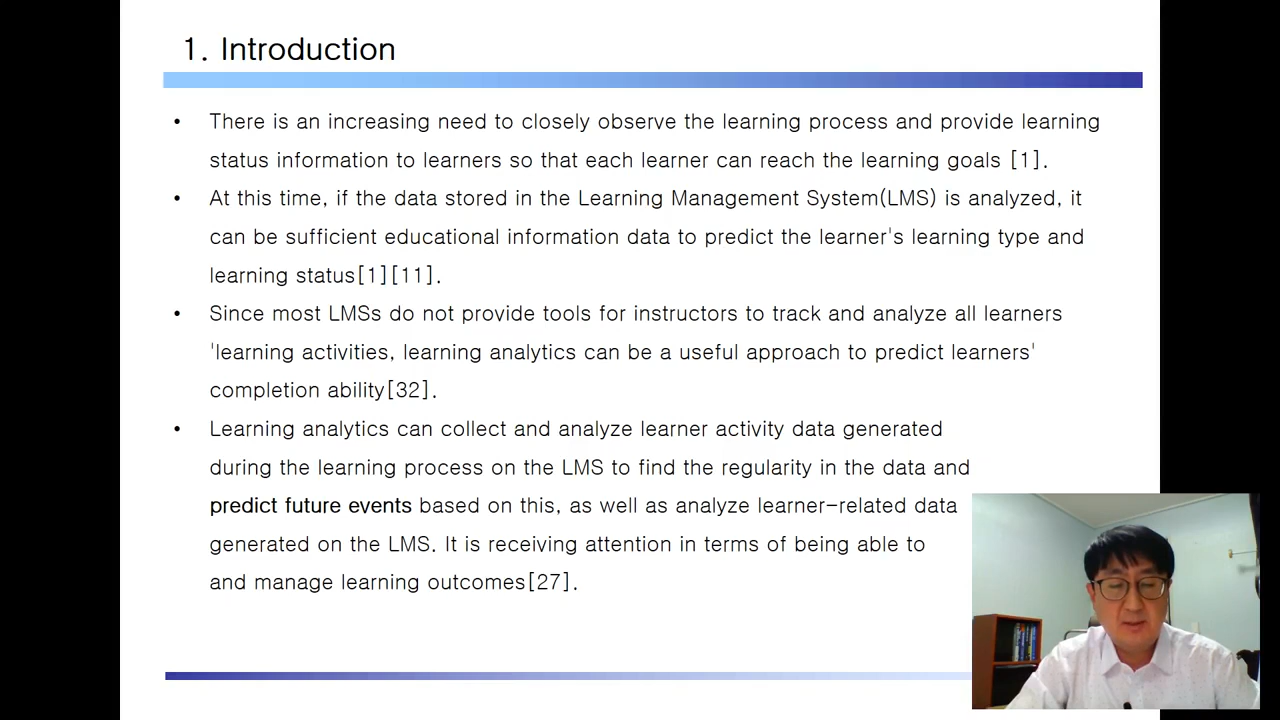 1. Introduction
• There is an increasing need to closely observe the learning process and provide learning
status information to learners so that each learner can reach the learning goals [1].
• At this time, if the data stored in the Learning Management System(LMS) is analyzed, it
can be sufficient educational information data to predict the learner's learning type and
learning status[1][11].
• Since most LMSs do not provide tools for instructors to track and analyze all learners
'learning activities, learning analytics can be a useful approach to predict learners'
completion ability[32].
• Learning analytics can collect and analyze learner activity data generated
during the learning process on the LMS to find the regularity in the data and
predict future events based on this, as well as analyze learner-related data
generated on the LMS. It is receiving attention in terms of being able to
and manage learning outcomes[27].